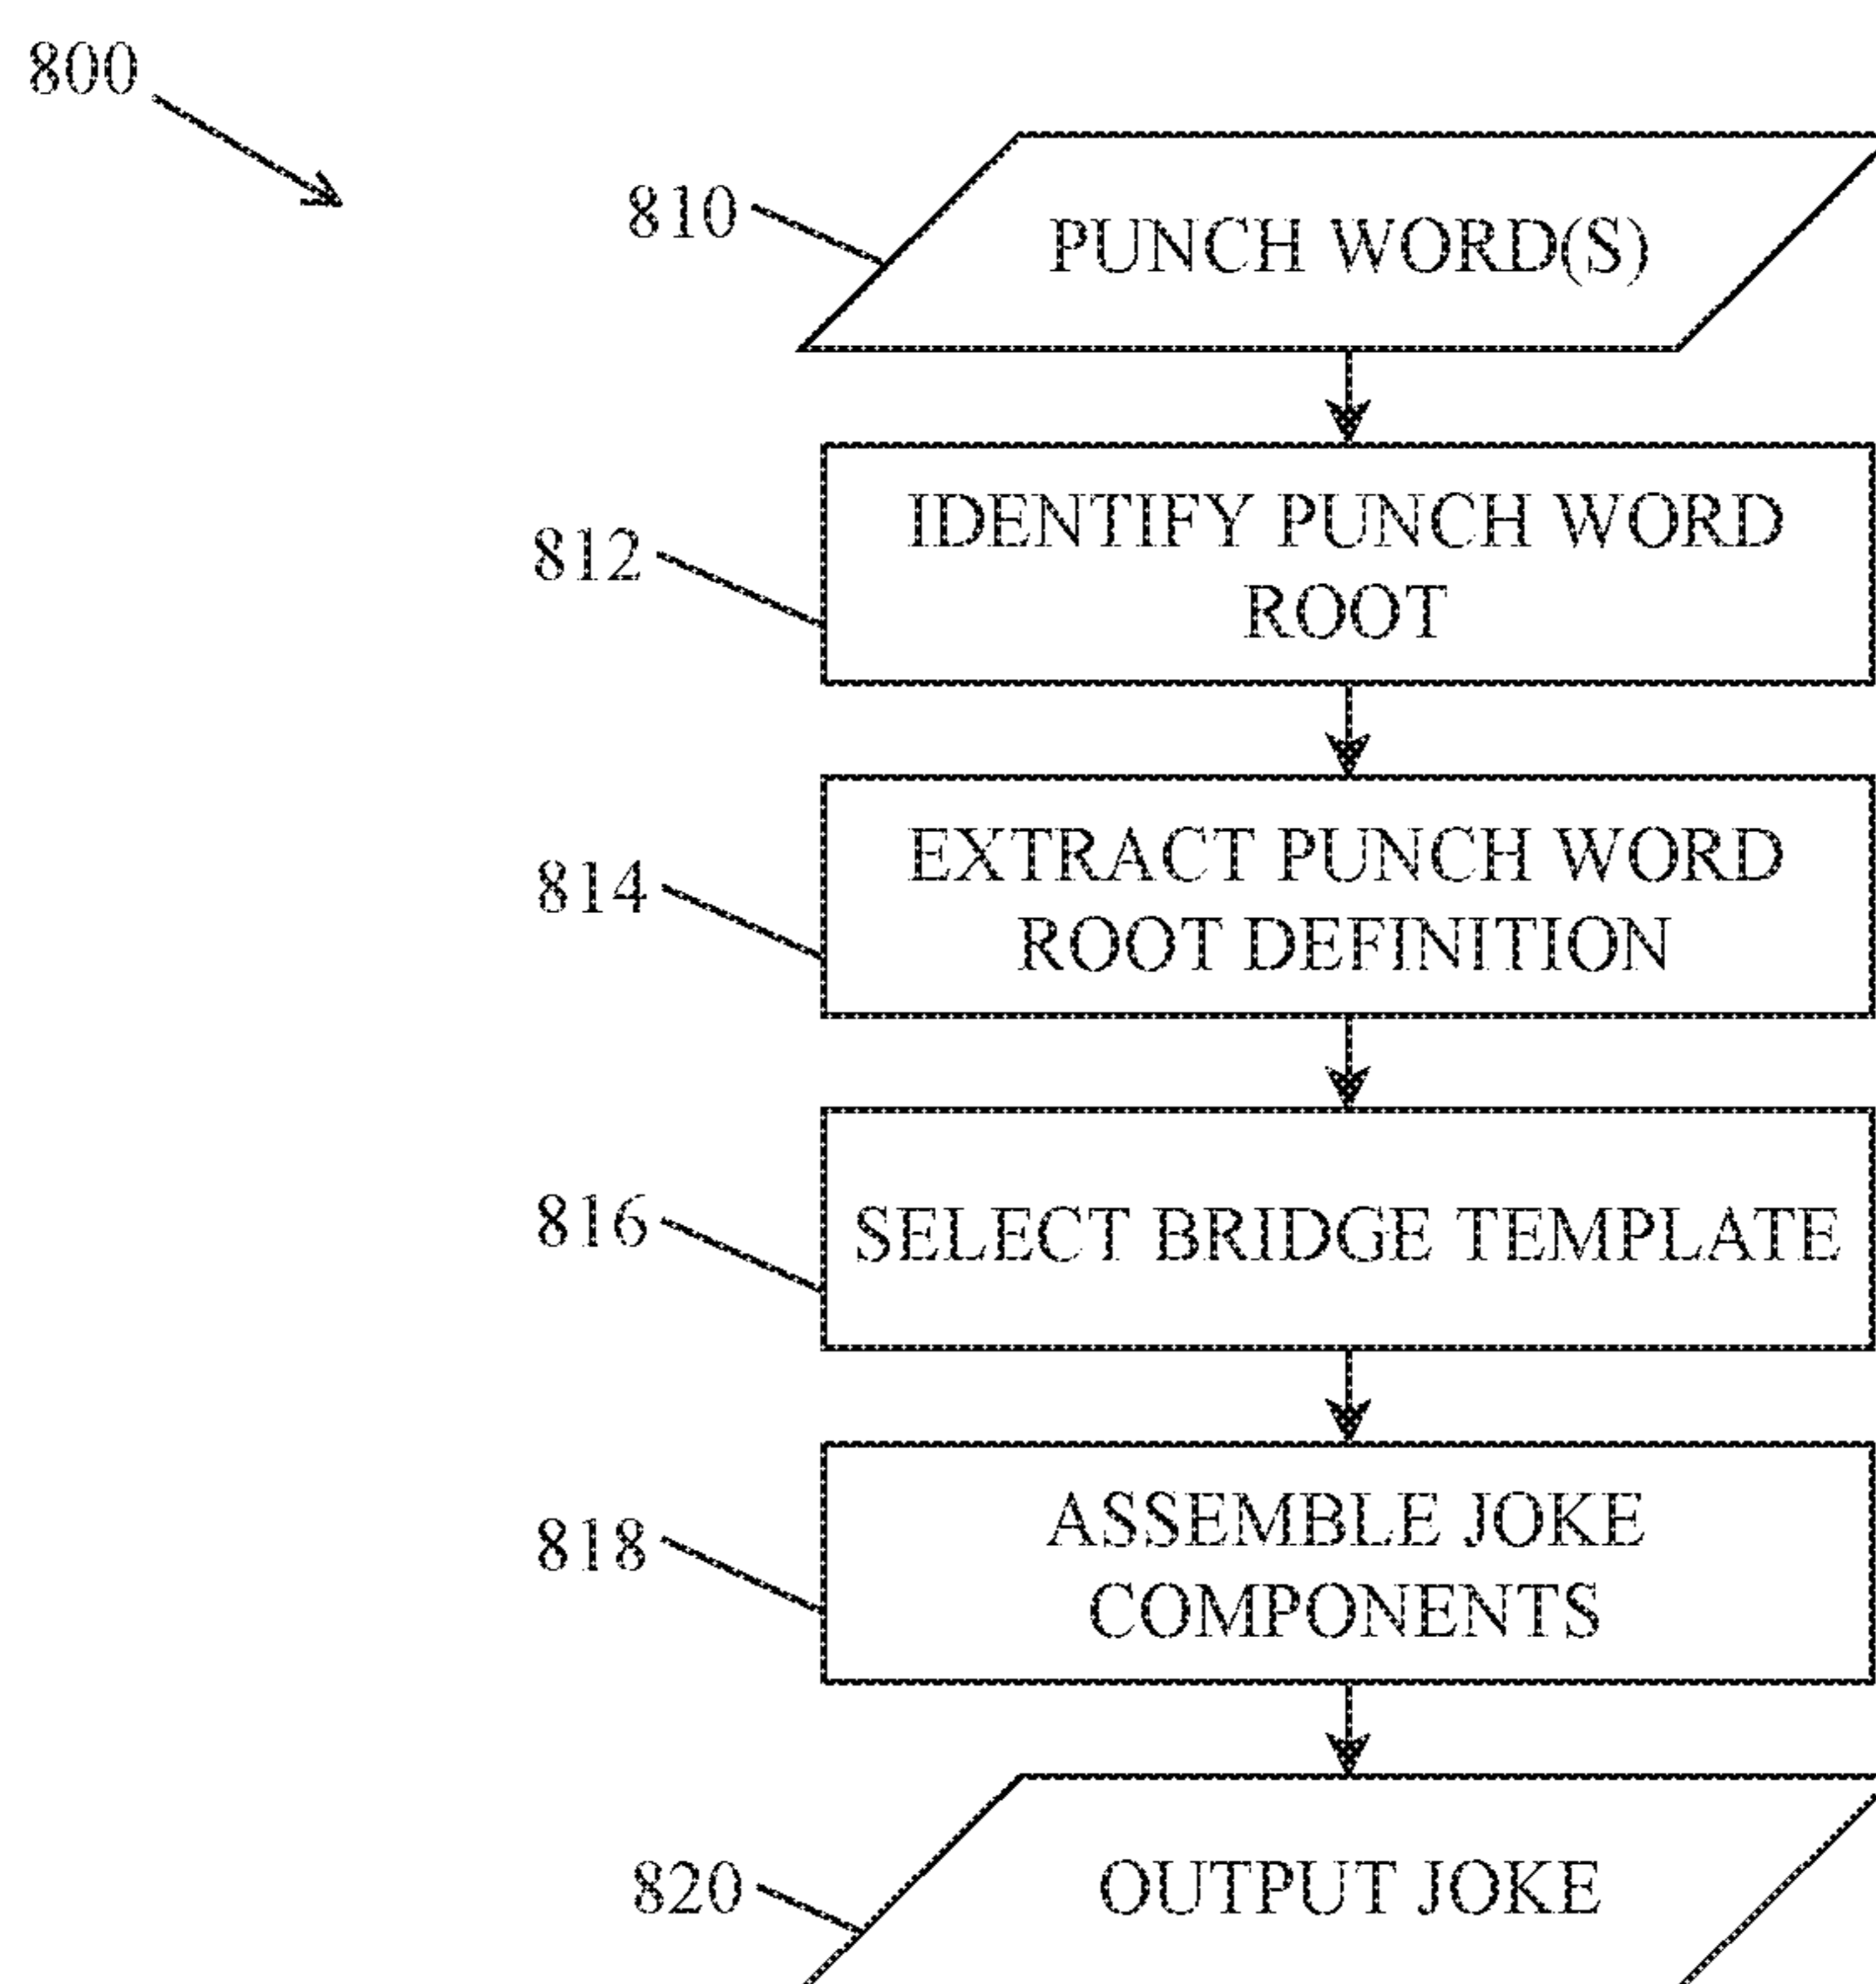 800
810
PUNCH WORD(S)
812
IDENTIFY PUNCH WORD
ROOT
814
EXTRACT PUNCH WORD
ROOT DEFINITION
816
SELECT BRIDGE TEMPLATE
818
ASSEMBLE JOKE
COMPONENTS
820
OUTPUT JOKE